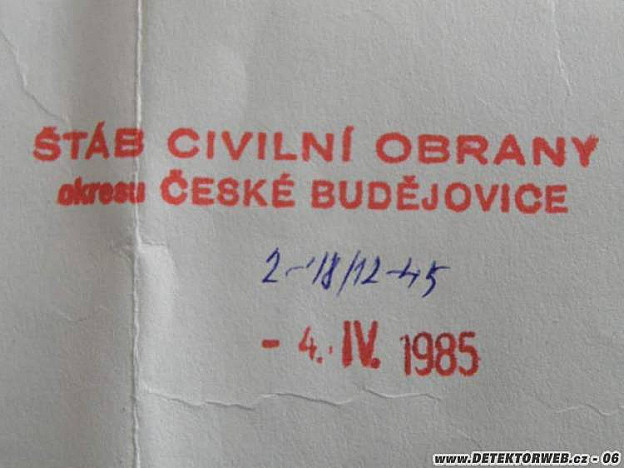 ŠTÁB CIVILNÍ OBRANY
okresu ČESKÉ BUDĚJOVICE
2-18/12-45
- 4. IV. 1985
www.DETEKTORWEB.cz - 06